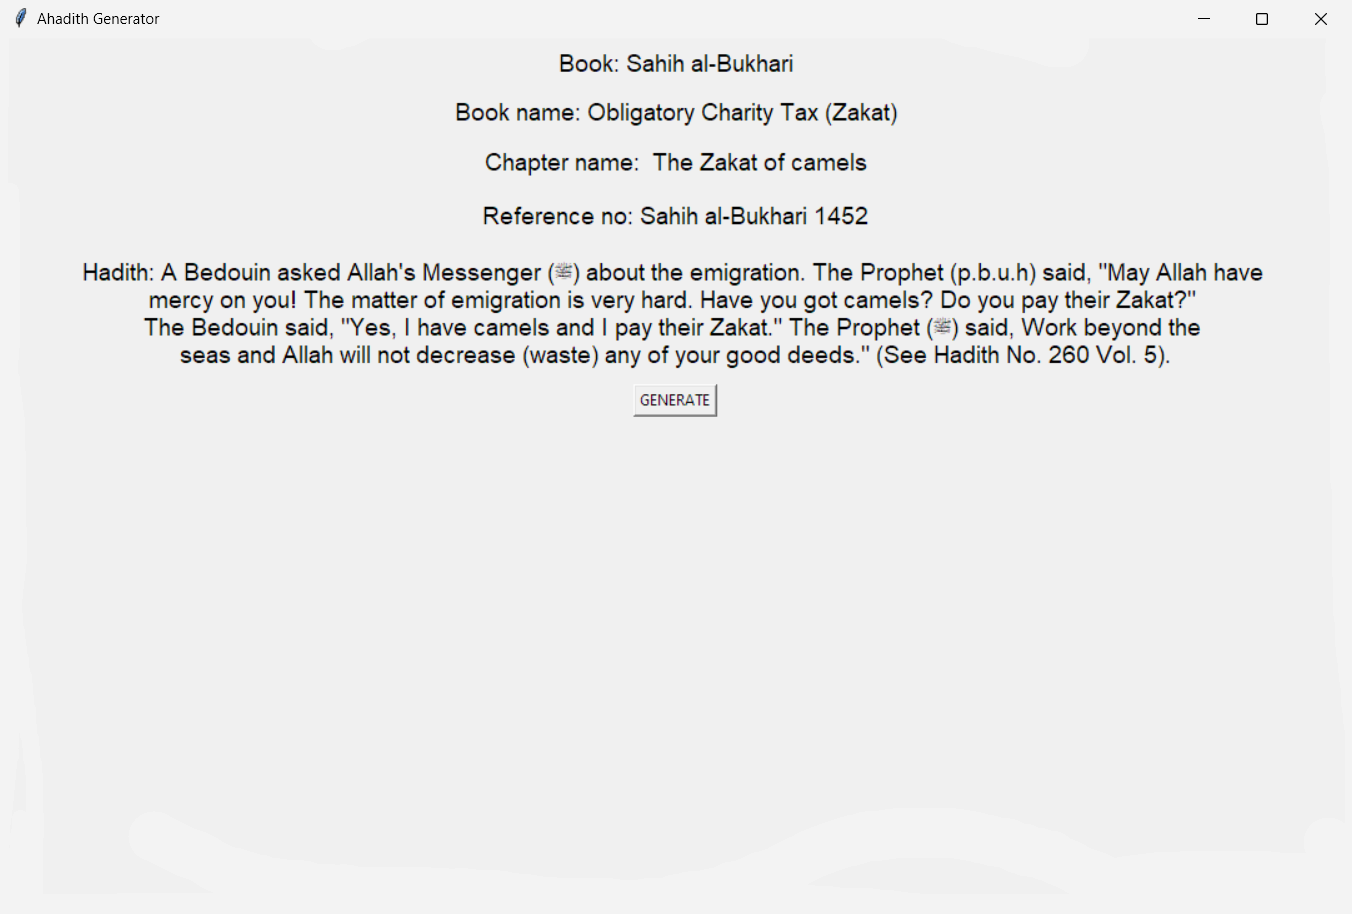 Ahadith Generator
Book: Sahih al-Bukhari
Book name: Obligatory Charity Tax (Zakat)
Chapter name:  The Zakat of camels
Reference no: Sahih al-Bukhari 1452
Hadith: A Bedouin asked Allah's Messenger (ﷺ) about the emigration. The Prophet (p.b.u.h) said, "May Allah have
mercy on you! The matter of emigration is very hard. Have you got camels? Do you pay their Zakat?"
The Bedouin said, "Yes, I have camels and I pay their Zakat." The Prophet (ﷺ) said, Work beyond the
seas and Allah will not decrease (waste) any of your good deeds." (See Hadith No. 260 Vol. 5).
GENERATE